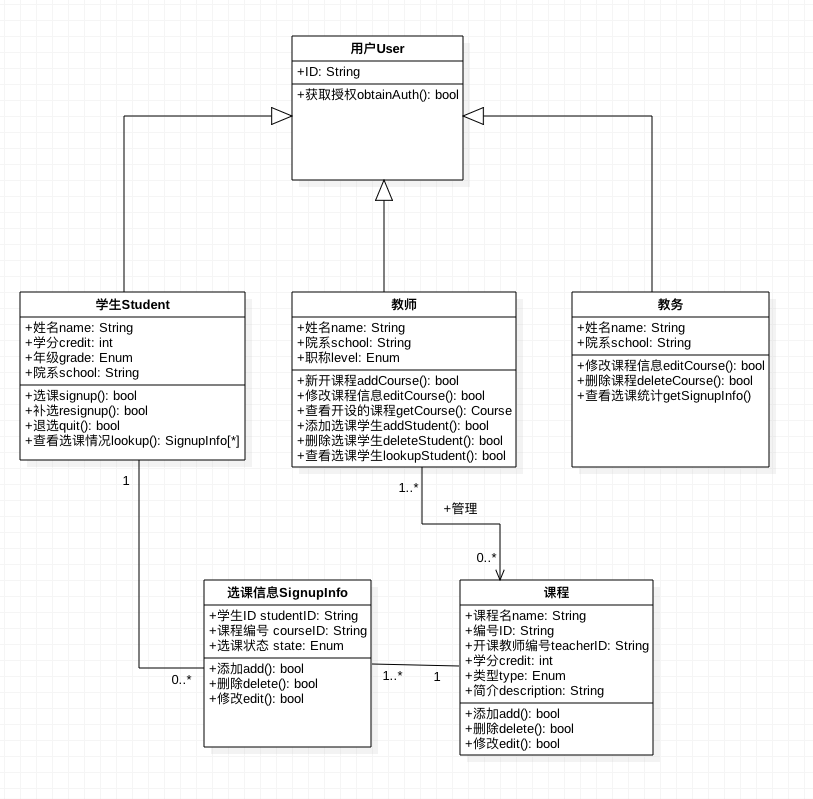 用户User
+ID: String
+获取授权obtainAuth(): bool
学生Student
+姓名name: String
+学分credit: int
+年级grade: Enum
+院系school: String
+选课signup(): bool
+补选resignup(): bool
+退选quit(): bool
+查看选课情况lookup(): SignupInfo[*]
教师
+姓名name: String
+院系school: String
+职称level: Enum
+新开课程addCourse(): bool
+修改课程信息editCourse(): bool
+查看开设的课程getCourse(): Course
+添加选课学生addStudent(): bool
+删除选课学生deleteStudent(): bool
+查看选课学生lookupStudent(): bool
教务
+姓名name: String
+院系school: String
+修改课程信息editCourse(): bool
+删除课程deleteCourse(): bool
+查看选课统计getSignupInfo()
1
1..*
+管理
0..*
选课信息SignupInfo
+学生ID studentID: String
+课程编号 courseID: String
+选课状态 state: Enum
+添加add(): bool
+删除delete(): bool
+修改edit(): bool
0..*
1..*
1
课程
+课程名name: String
+编号ID: String
+开课教师编号teacherID: String
+学分credit: int
+类型type: Enum
+简介description: String
+添加add(): bool
+删除delete(): bool
+修改edit(): bool